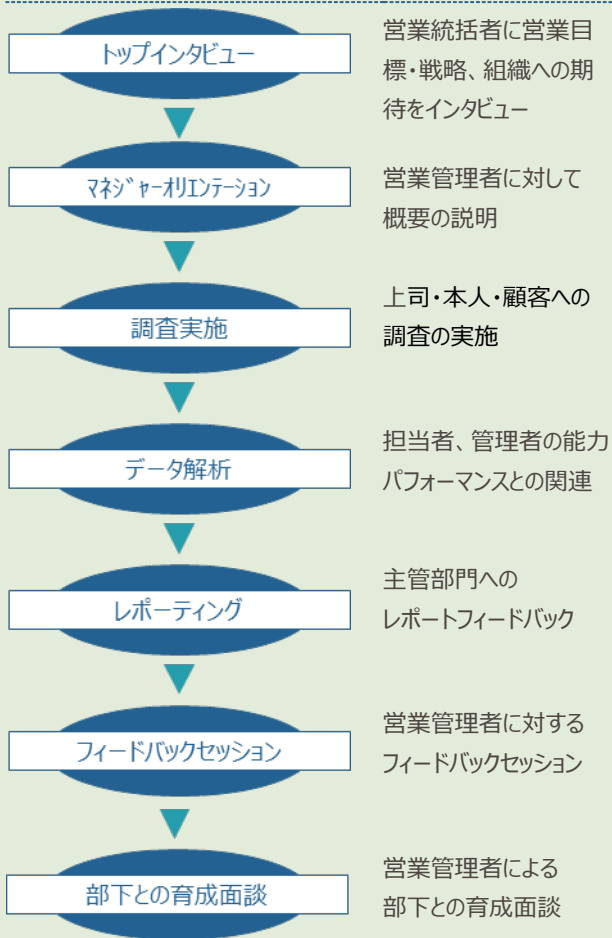 トップインタビュー
営業統括者に営業目
標・戦略、組織への期
待をインタビュー
マネジャーオリエンテーション
営業管理者に対して
概要の説明
調査実施
上司・本人・顧客への
調査の実施
データ解析
担当者、管理者の能力
パフォーマンスとの関連
レポーティング
主管部門への
レポートフィードバック
フィードバックセッション
営業管理者に対する
フィードバックセッション
部下との育成面談
営業管理者による
部下との育成面談